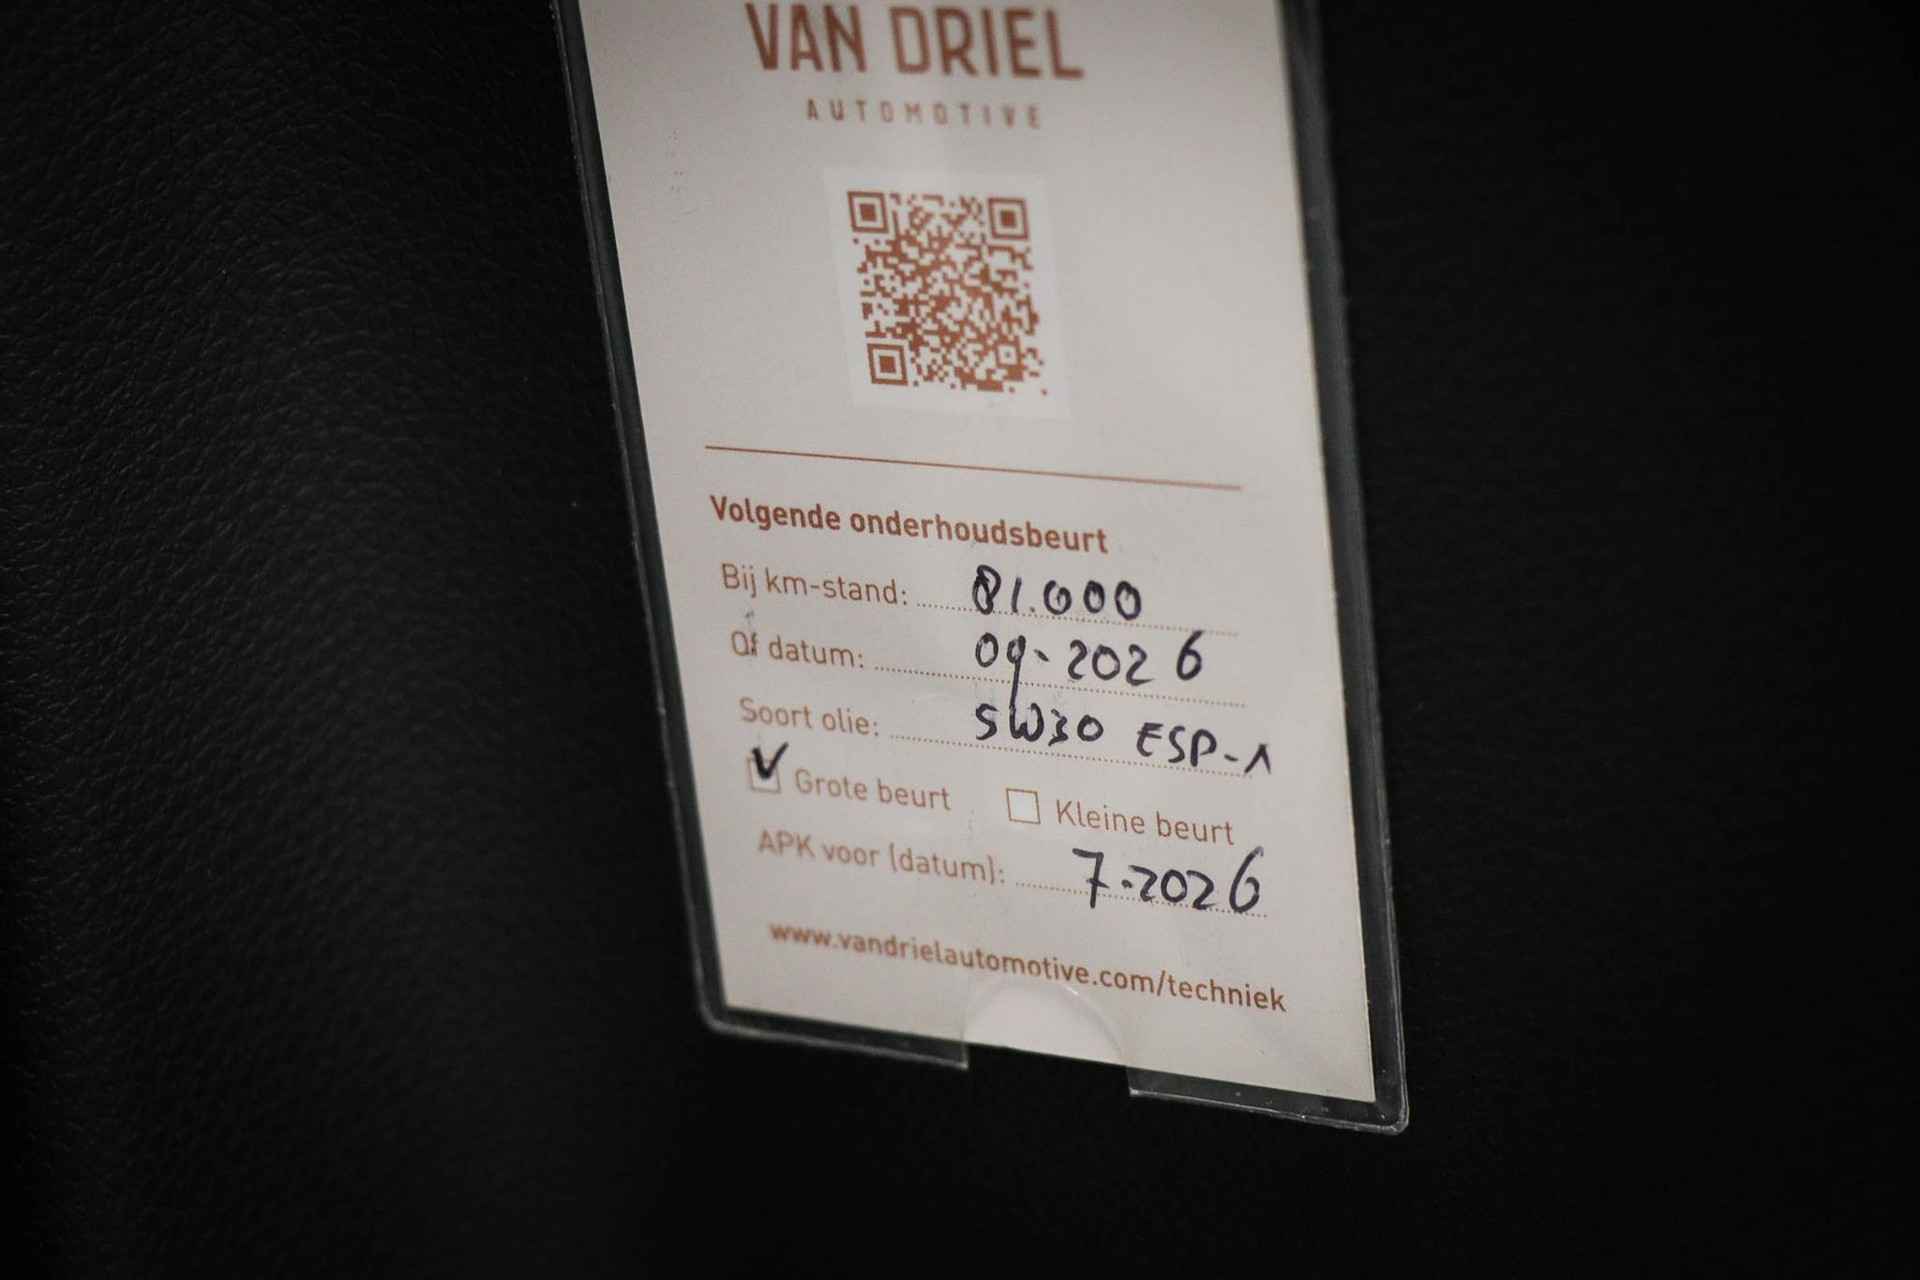 VAN DRIEL
AUTOMOTIVE
Volgende onderhoudsbeurt
Bij km-stand: 81.000
Of datum: 09-2026
Soort olie: 5W30 ESP-1
Grote beurt Kleine beurt
APK voor (datum): 7-2026
www.vandrielautomotive.com/techniek